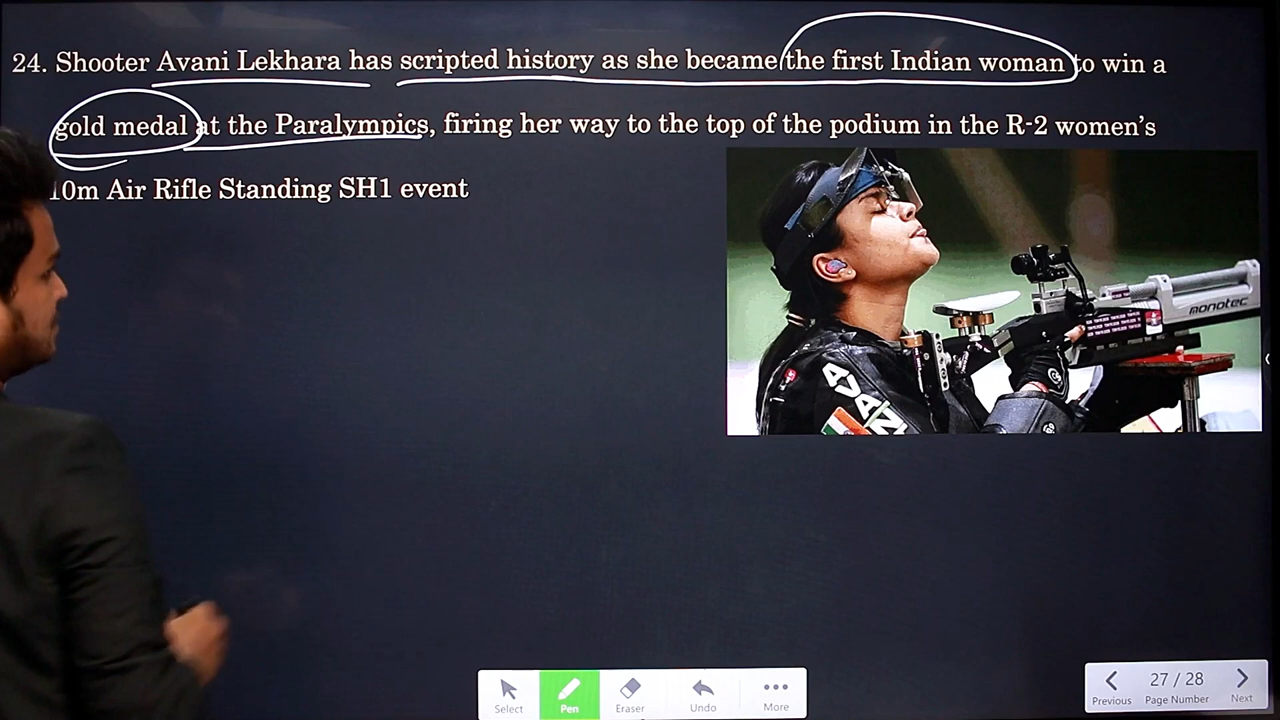 24. Shooter Avani Lekhara has scripted history as she became the first Indian woman to win a
gold medal at the Paralympics, firing her way to the top of the podium in the R-2 women's
10m Air Rifle Standing SH1 event
monotec
AVANI
Select
Pen
Eraser
Undo
More
27 / 28
Previous
Page Number
Next